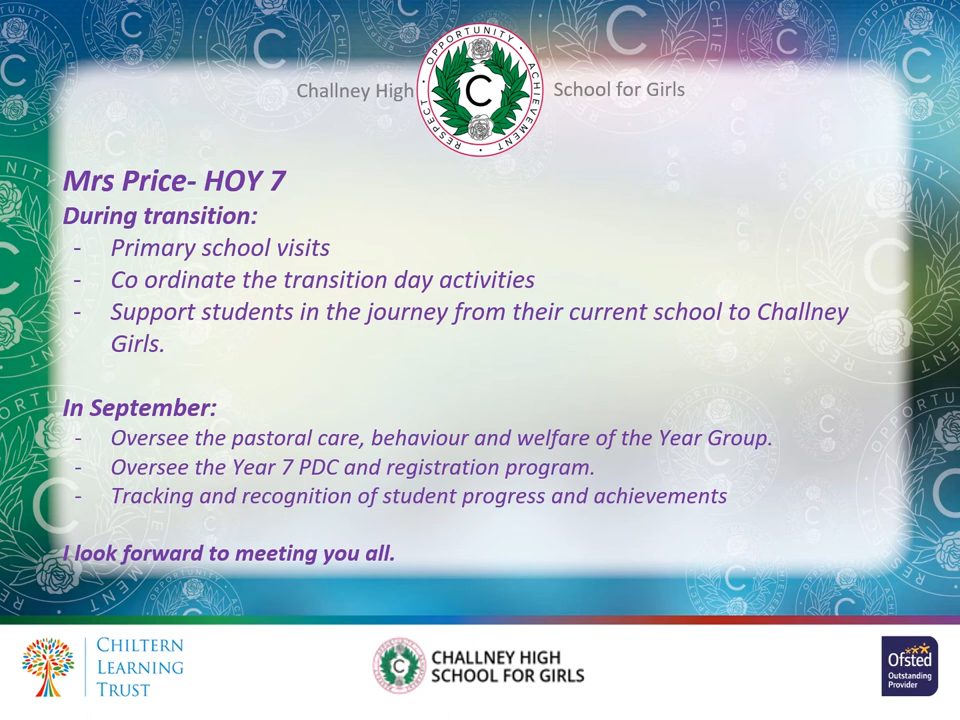 Challney High
School for Girls
RESPECT • OPPORTUNITY • ACHIEVEMENT •
C
Mrs Price- HOY 7
During transition:
- Primary school visits
- Co ordinate the transition day activities
- Support students in the journey from their current school to Challney
Girls.
In September:
- Oversee the pastoral care, behaviour and welfare of the Year Group.
- Oversee the Year 7 PDC and registration program.
- Tracking and recognition of student progress and achievements
I look forward to meeting you all.
CHILTERN
LEARNING
TRUST
C
CHALLNEY HIGH
SCHOOL FOR GIRLS
Ofsted
Outstanding
Provider